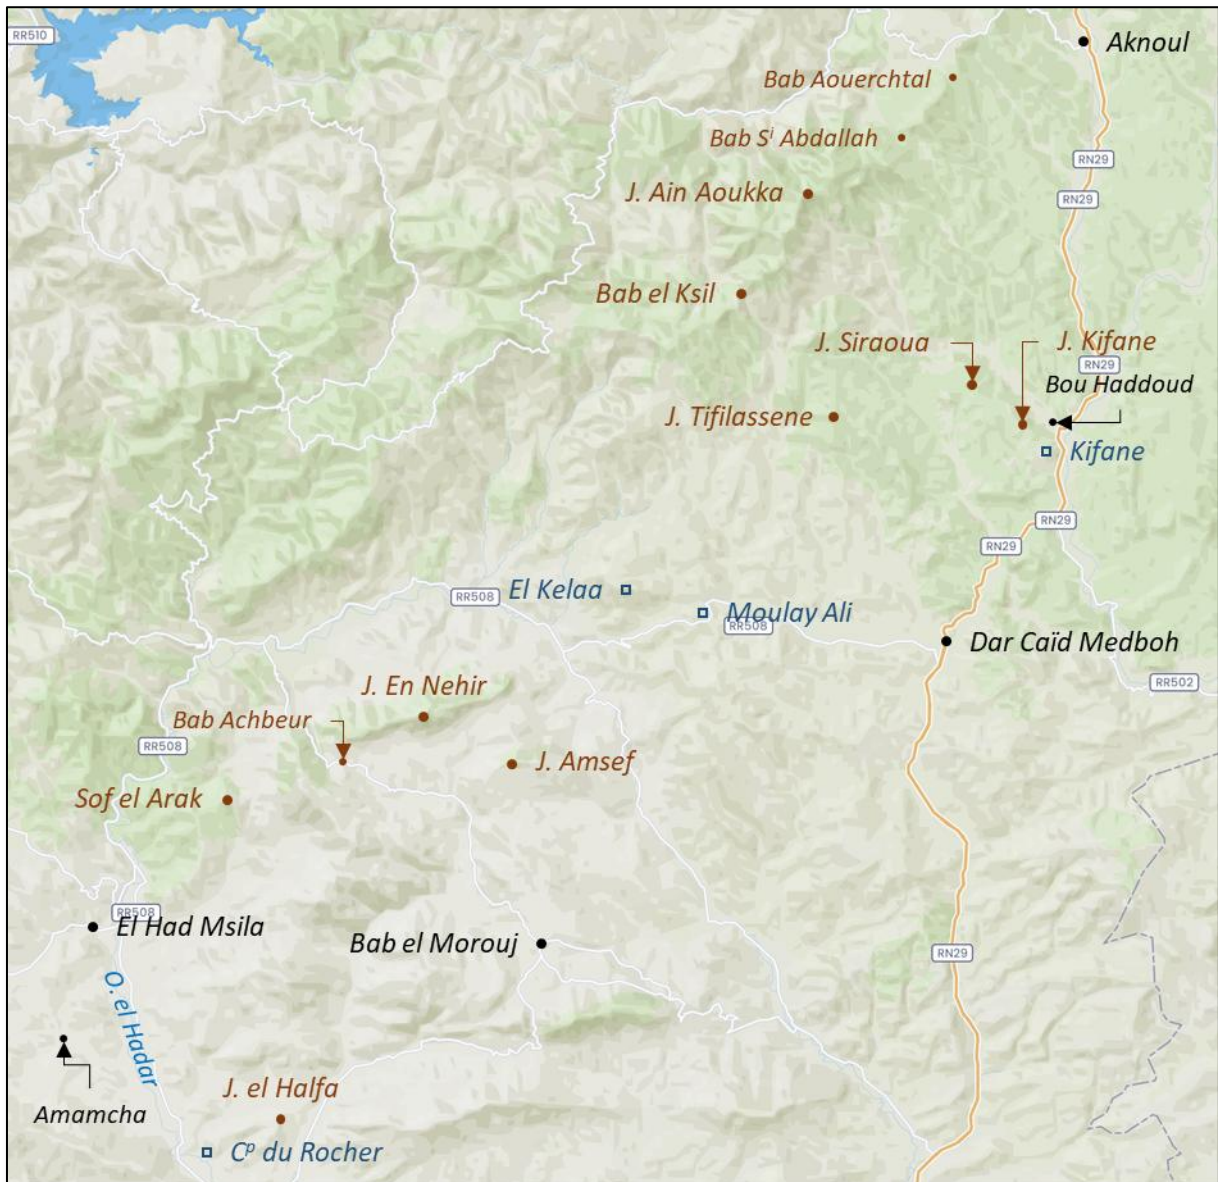 RR510
Aknoul
Bab Aouerchtal
Bab Sⁱ Abdallah
RN29
J. Ain Aoukka
RN29
Bab el Ksil
J. Siraoua
J. Kifane
RN29
Bou Haddoud
J. Tifilassene
Kifane
RN29
RN29
El Kelaa
RR508
Moulay Ali
RR508
Dar Caïd Medboh
J. En Nehir
RR502
Bab Achbeur
RR508
J. Amsef
Sof el Arak
RR508
El Had Msila
Bab el Morouj
RN29
O. el Hadar
Amamcha
J. el Halfa
Cᵖ du Rocher